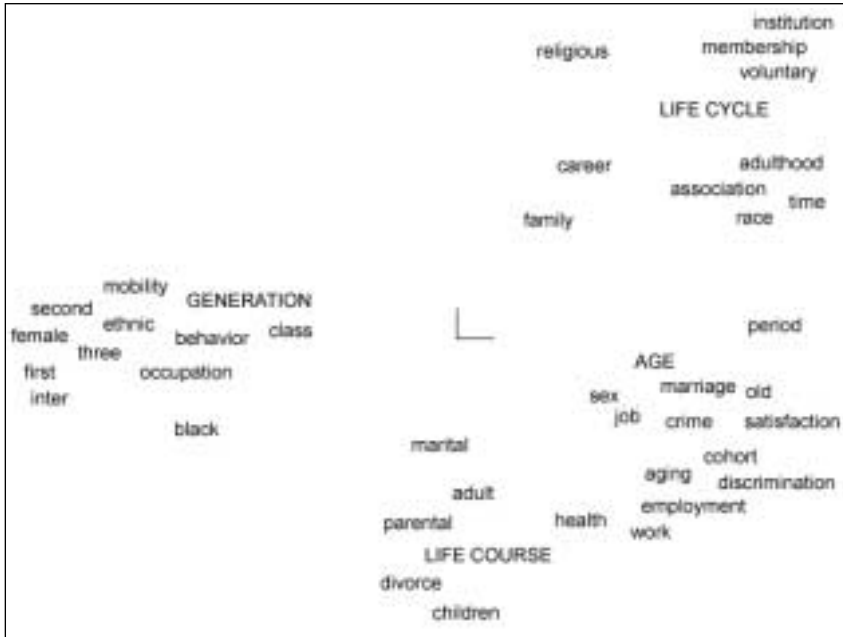 institution
religious
membership
voluntary
LIFE CYCLE
career
adulthood
association
time
family
race
mobility
GENERATION
second
ethnic
female
behavior
class
three
first
occupation
inter
black
period
AGE
marriage
old
sex
job
crime
satisfaction
marital
cohort
aging
discrimination
adult
employment
parental
health
work
LIFE COURSE
divorce
children